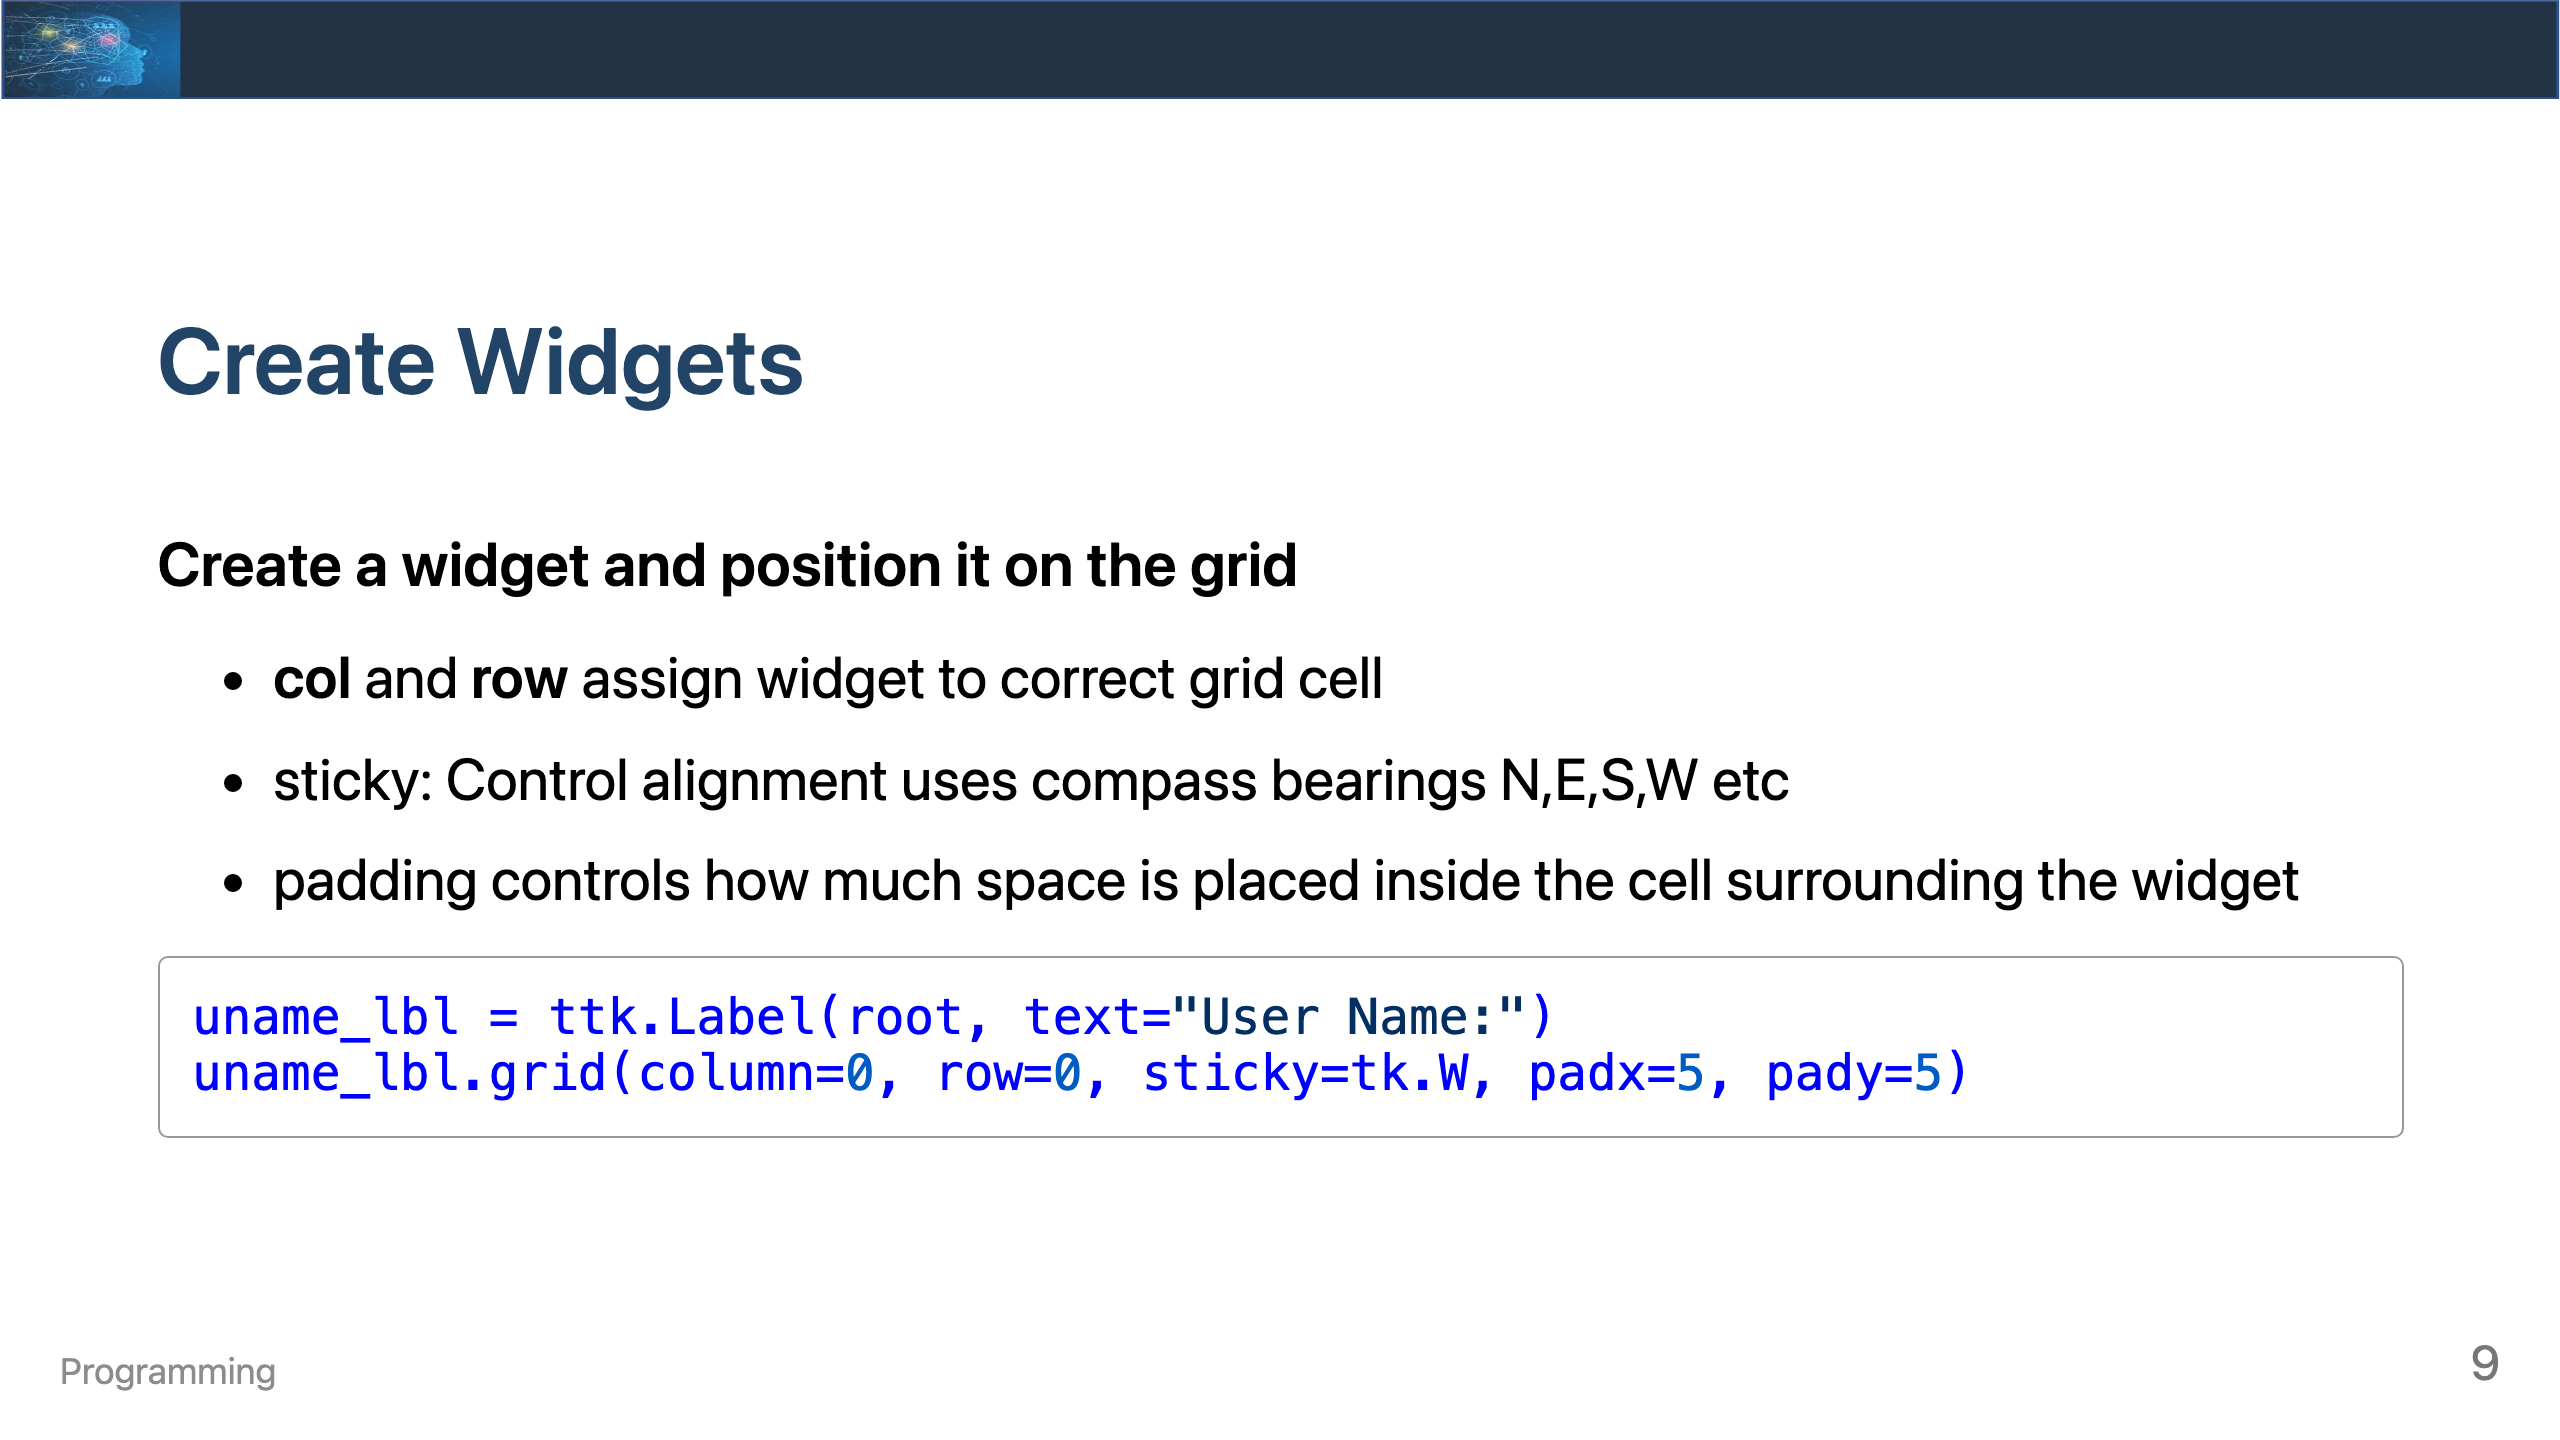 Create Widgets
Create a widget and position it on the grid
• col and row assign widget to correct grid cell
• sticky: Control alignment uses compass bearings N,E,S,W etc
• padding controls how much space is placed inside the cell surrounding the widget
uname_lbl = ttk.Label(root, text="User Name:")
uname_lbl.grid(column=0, row=0, sticky=tk.W, padx=5, pady=5)
Programming
9